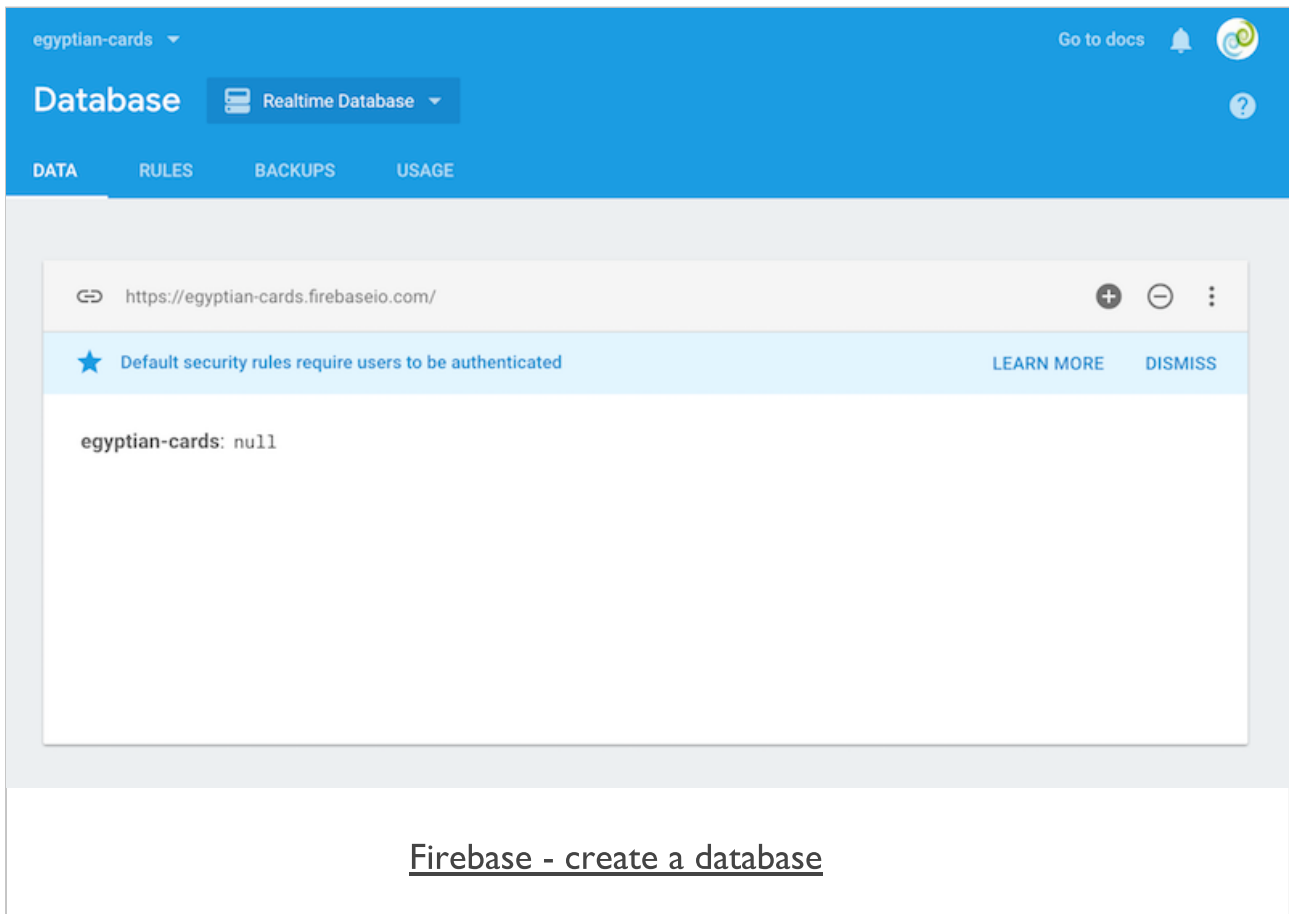 egyptian-cards
Go to docs
Database
Realtime Database
DATA RULES BACKUPS USAGE
https://egyptian-cards.firebaseio.com/
Default security rules require users to be authenticated
LEARN MORE DISMISS
egyptian-cards: null
Firebase - create a database